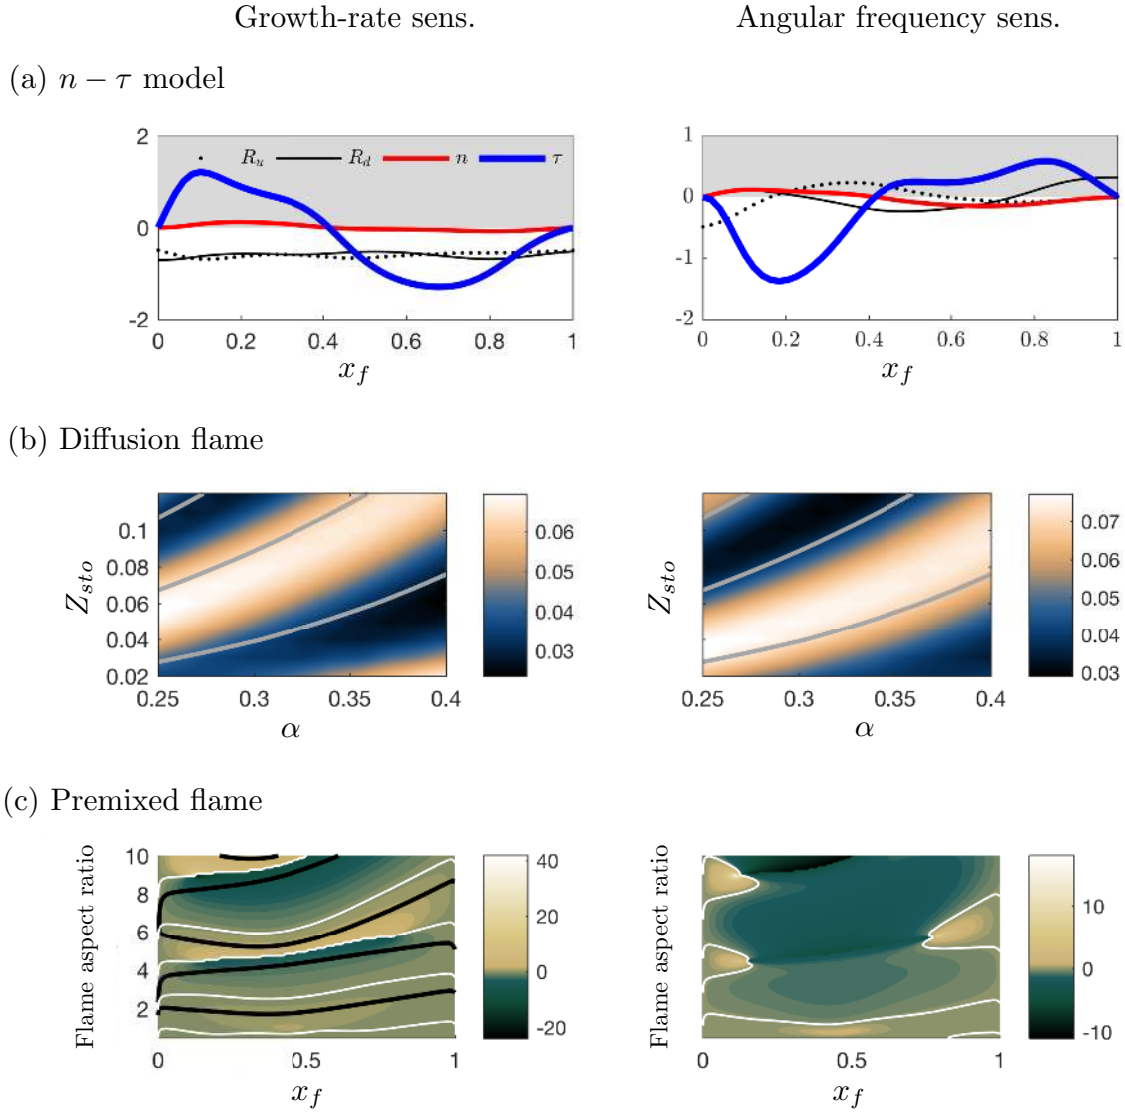 Growth-rate sens. Angular frequency sens.
(a) n − τ model
2 1
R_u R_d n τ
0 0
-1
-2 -2
0 0.2 0.4 0.6 0.8 1 0 0.2 0.4 0.6 0.8 1
x_f x_f
(b) Diffusion flame
0.1 0.06 0.07
0.08 0.05 0.06
Z_sto Z_sto
0.06 0.05
0.04 0.04 0.04
0.02 0.03 0.03
0.25 0.3 0.35 0.4 0.25 0.3 0.35 0.4
α α
(c) Premixed flame
Flame aspect ratio Flame aspect ratio
10 40
8 20 10
6
4 0 0
2 -20 -10
0 0.5 1 0 0.5 1
x_f x_f